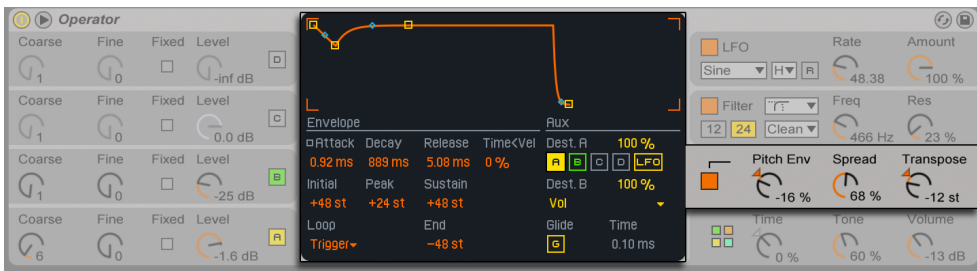 Operator
Coarse Fine Fixed Level
1 0 -inf dB D
Coarse Fine Fixed Level
1 0 0.0 dB C
Coarse Fine Fixed Level
1 0 -25 dB B
Coarse Fine Fixed Level
6 0 -1.6 dB A
Envelope
Attack Decay Release Time<Vel
0.92 ms 889 ms 5.08 ms 0 %
Initial Peak Sustain
+48 st +24 st +48 st
Loop End
Trigger -48 st
Aux
Dest. A 100 %
A B C D LFO
Dest. B 100 %
Vol
Glide Time
G 0.10 ms
LFO Rate Amount
Sine H R 48.38 100 %
Filter Freq Res
12 24 Clean 466 Hz 23 %
Pitch Env Spread Transpose
-16 % 68 % -12 st
Time Tone Volume
0 % 60 % -13 dB